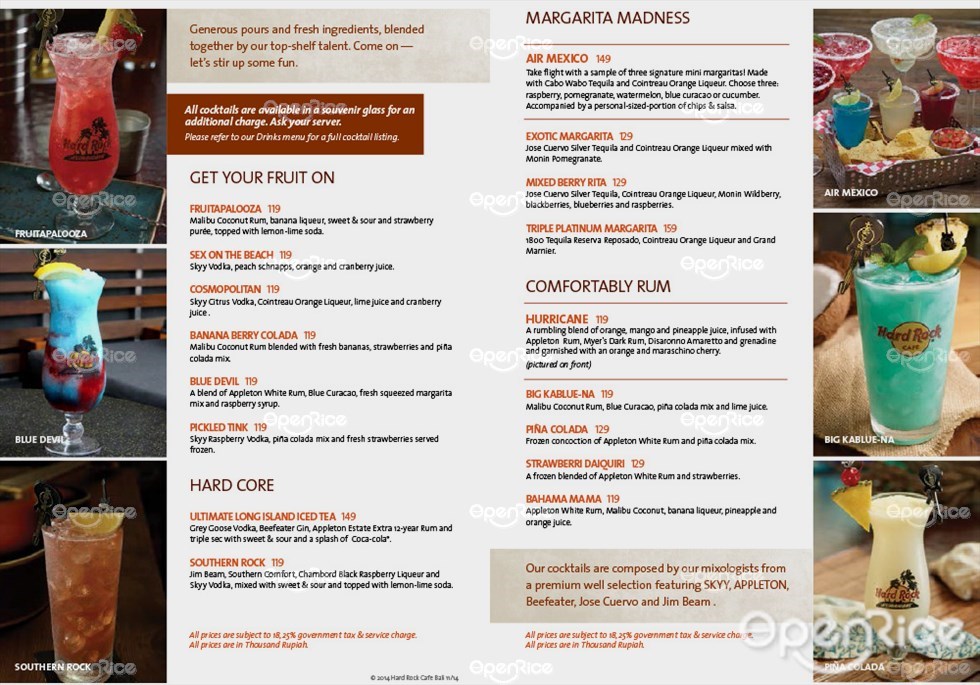 Generous pours and fresh ingredients, blended
together by our top-shelf talent. Come on —
let's stir up some fun.
All cocktails are available in a souvenir glass for an
additional charge. Ask your server.
Please refer to our Drinks menu for a full cocktail listing.
GET YOUR FRUIT ON
FRUITAPALOOZA 119
Malibu Coconut Rum, banana liqueur, sweet & sour and strawberry
purée, topped with lemon-lime soda.
SEX ON THE BEACH 119
Skyy Vodka, peach schnapps, orange and cranberry juice.
COSMOPOLITAN 119
Skyy Citrus Vodka, Cointreau Orange Liqueur, lime juice and cranberry
juice .
BANANA BERRY COLADA 119
Malibu Coconut Rum blended with fresh bananas, strawberries and piña
colada mix.
BLUE DEVIL 119
A blend of Appleton White Rum, Blue Curacao, fresh squeezed margarita
mix and raspberry syrup.
PICKLED TINK 119
Skyy Raspberry Vodka, piña colada mix and fresh strawberries served
frozen.
HARD CORE
ULTIMATE LONG ISLAND ICED TEA 149
Grey Goose Vodka, Beefeater Gin, Appleton Estate Extra 12-year Rum and
triple sec with sweet & sour and a splash of Coca-cola®.
SOUTHERN ROCK 119
Jim Beam, Southern Comfort, Chambord Black Raspberry Liqueur and
Skyy Vodka, mixed with sweet & sour and topped with lemon-lime soda.
All prices are subject to 18,25% government tax & service charge.
All prices are in Thousand Rupiah.
© 2014 Hard Rock Cafe Bali 11/14
MARGARITA MADNESS
AIR MEXICO 149
Take flight with a sample of three signature mini margaritas! Made
with Cabo Wabo Tequila and Cointreau Orange Liqueur. Choose three:
raspberry, pomegranate, watermelon, blue curacao or cucumber.
Accompanied by a personal-sized-portion of chips & salsa.
EXOTIC MARGARITA 129
Jose Cuervo Silver Tequila and Cointreau Orange Liqueur mixed with
Monin Pomegranate.
MIXED BERRY RITA 129
Jose Cuervo Silver Tequila, Cointreau Orange Liqueur, Monin Wildberry,
blackberries, blueberries and raspberries.
TRIPLE PLATINUM MARGARITA 159
1800 Tequila Reserva Reposado, Cointreau Orange Liqueur and Grand
Marnier.
COMFORTABLY RUM
HURRICANE 119
A rumbling blend of orange, mango and pineapple juice, infused with
Appleton Rum, Myer's Dark Rum, Disaronno Amaretto and grenadine
and garnished with an orange and maraschino cherry.
(pictured on front)
BIG KABLUE-NA 119
Malibu Coconut Rum, Blue Curacao, piña colada mix and lime juice.
PIÑA COLADA 129
Frozen concoction of Appleton White Rum and piña colada mix.
STRAWBERRI DAIQUIRI 129
A frozen blended of Appleton White Rum and strawberries.
BAHAMA MAMA 119
Appleton White Rum, Malibu Coconut, banana liqueur, pineapple and
orange juice.
Our cocktails are composed by our mixologists from
a premium well selection featuring SKYY, APPLETON,
Beefeater, Jose Cuervo and Jim Beam .
All prices are subject to 18,25% government tax & service charge.
All prices are in Thousand Rupiah.
FRUITAPALOOZA
BLUE DEVIL
SOUTHERN ROCK
AIR MEXICO
BIG KABLUE-NA
PIÑA COLADA
Hard Rock
CAFE
OpenRice